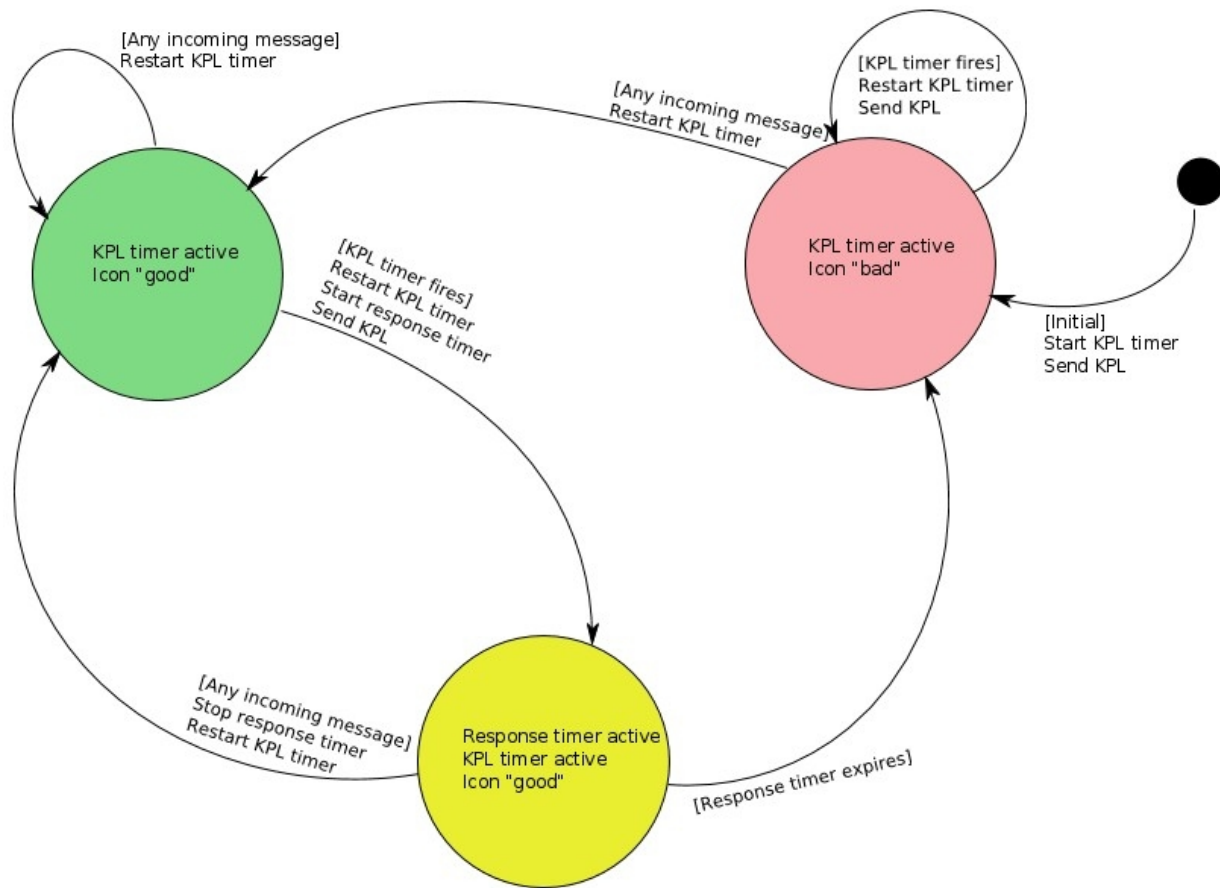 [Any incoming message]
Restart KPL timer
[KPL timer fires]
Restart KPL timer
Send KPL
[Any incoming message]
Restart KPL timer
KPL timer active
Icon "good"
KPL timer active
Icon "bad"
[KPL timer fires]
Restart KPL timer
Start response timer
Send KPL
[Initial]
Start KPL timer
Send KPL
[Any incoming message]
Stop response timer
Restart KPL timer
Response timer active
KPL timer active
Icon "good"
[Response timer expires]